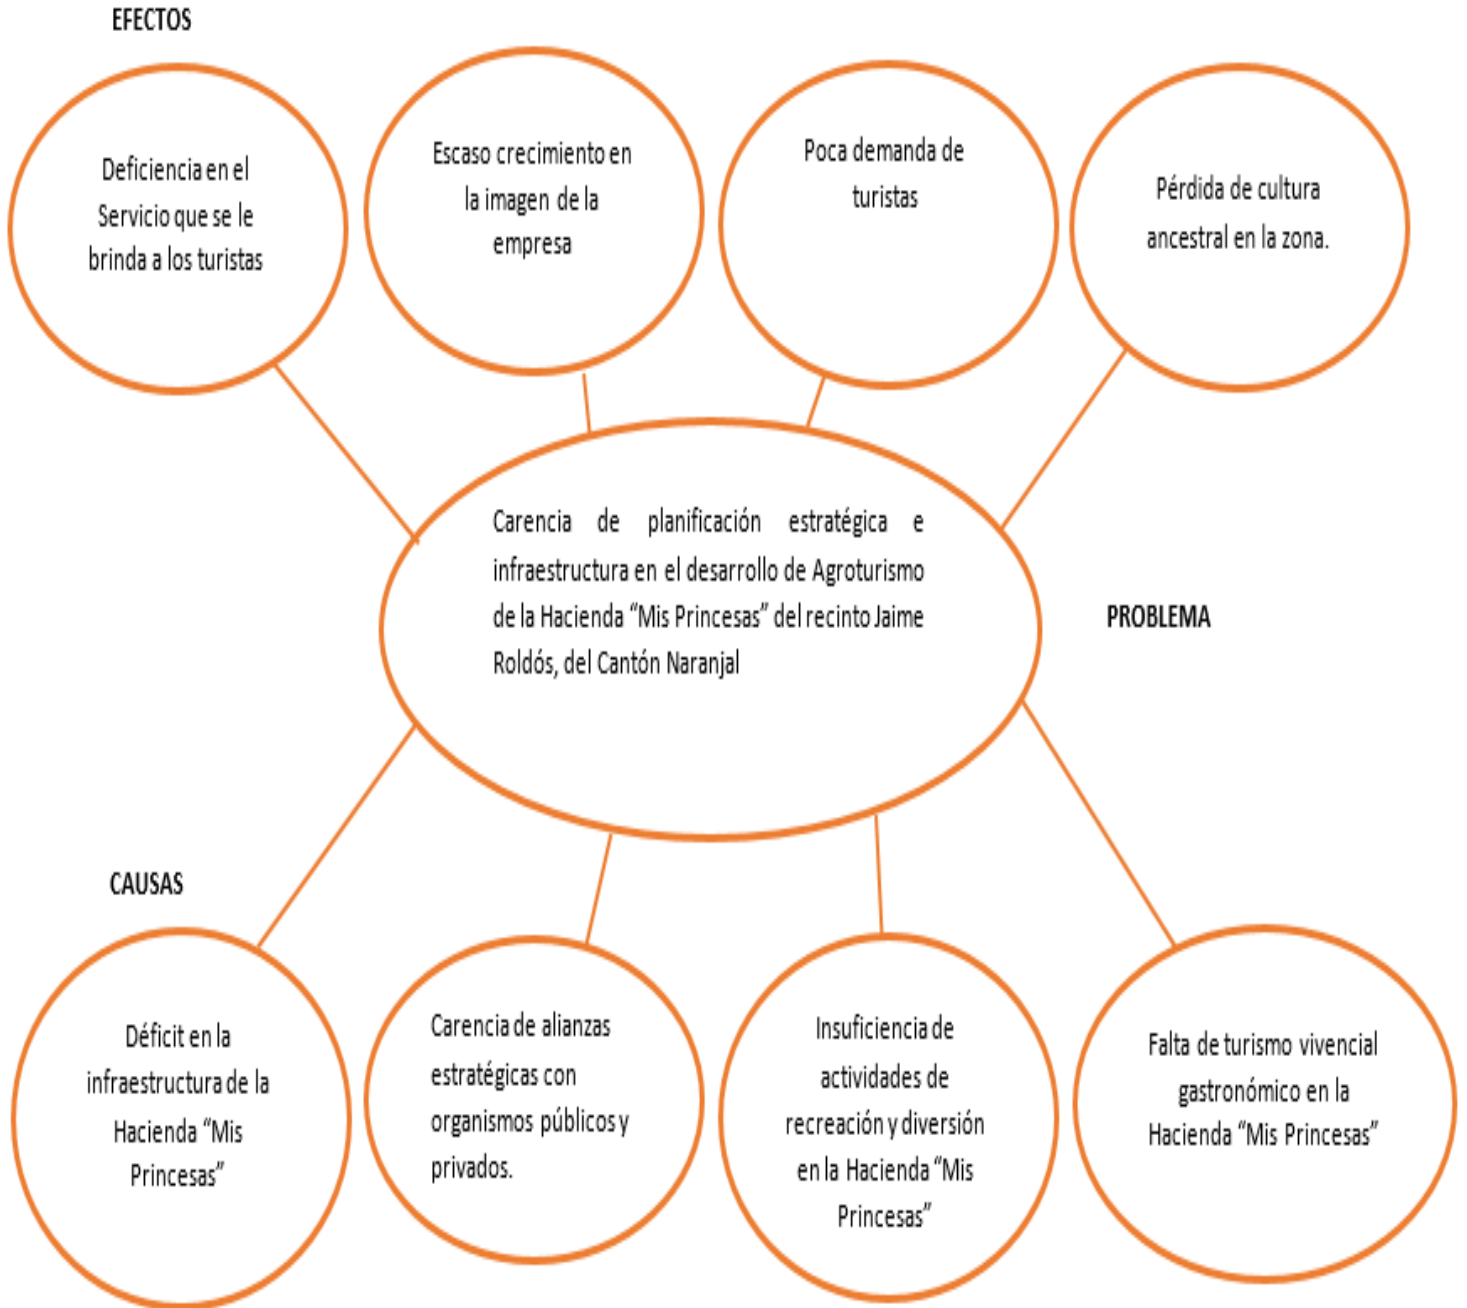 EFECTOS
Deficiencia en el
Servicio que se le
brinda a los turistas
Escaso crecimiento en
la imagen de la
empresa
Poca demanda de
turistas
Pérdida de cultura
ancestral en la zona.
Carencia de planificación estratégica e
infraestructura en el desarrollo de Agroturismo
de la Hacienda “Mis Princesas” del recinto Jaime
Roldós, del Cantón Naranjal
PROBLEMA
CAUSAS
Déficit en la
infraestructura de la
Hacienda “Mis
Princesas”
Carencia de alianzas
estratégicas con
organismos públicos y
privados.
Insuficiencia de
actividades de
recreación y diversión
en la Hacienda “Mis
Princesas”
Falta de turismo vivencial
gastronómico en la
Hacienda “Mis Princesas”